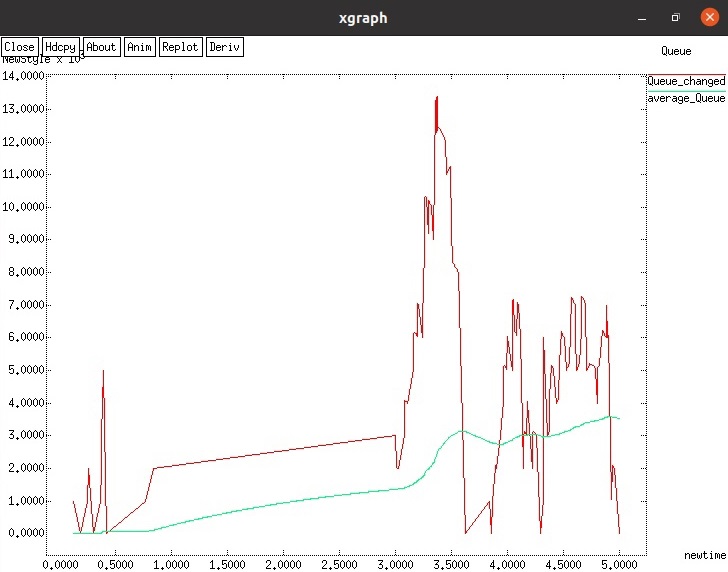 xgraph
Close Hdcpy About Anim Replot Deriv
NewStyle x 10³
Queue
Queue_changed
average_Queue
14.0000
13.0000
12.0000
11.0000
10.0000
9.0000
8.0000
7.0000
6.0000
5.0000
4.0000
3.0000
2.0000
1.0000
0.0000
newtime
0.0000 0.5000 1.0000 1.5000 2.0000 2.5000 3.0000 3.5000 4.0000 4.5000 5.0000